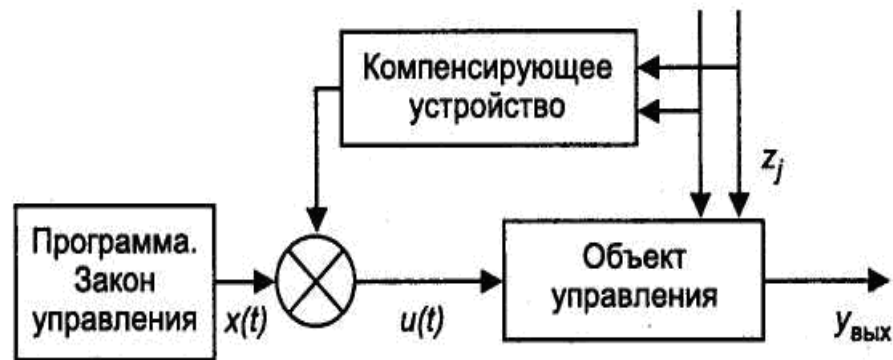 Компенсирующее
устройство
z_j
Программа.
Закон
управления
x(t)
u(t)
Объект
управления
y_вых